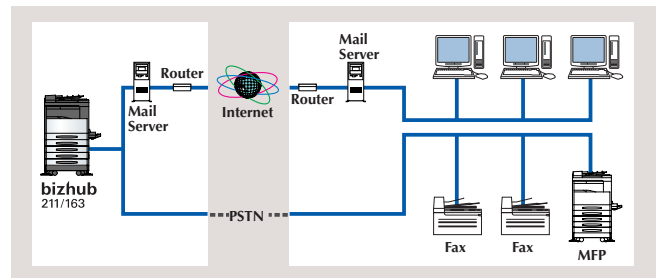 Mail
Server
Router
Internet
Router
Mail
Server
bizhub
211/163
PSTN
Fax
Fax
MFP